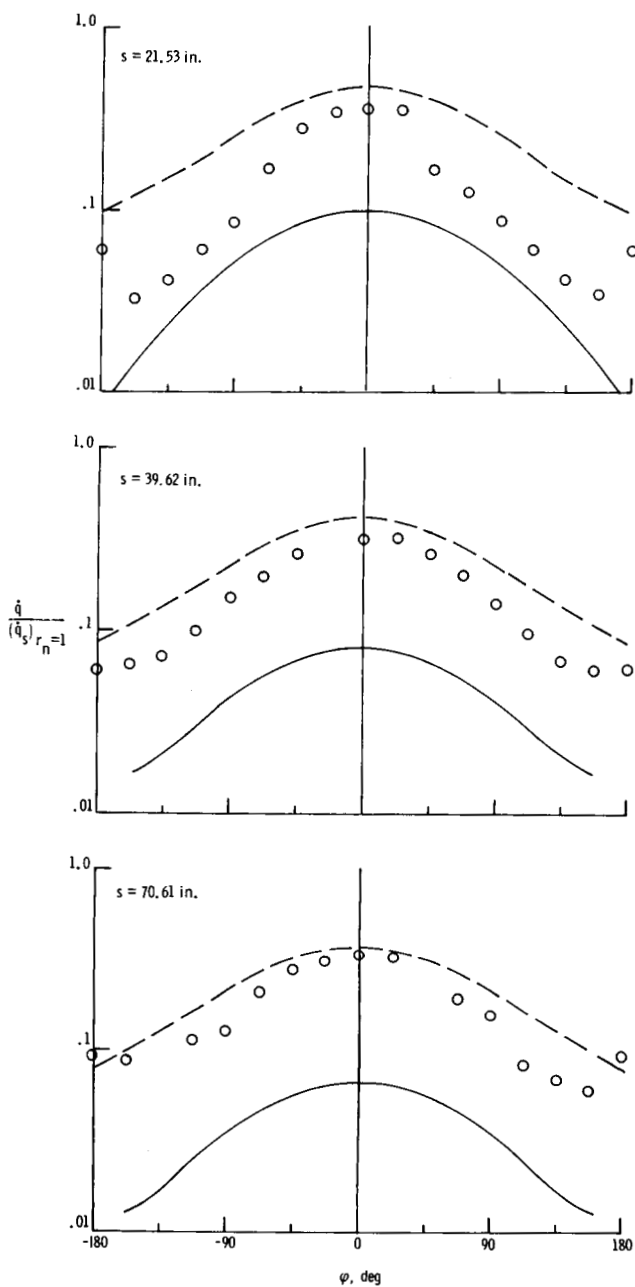 1.0
s = 21.53 in.
.1
.01
1.0
s = 39.62 in.
q̇
(q̇s)rn=1
.1
.01
1.0
s = 70.61 in.
.1
.01
-180 -90 0 90 180
φ, deg